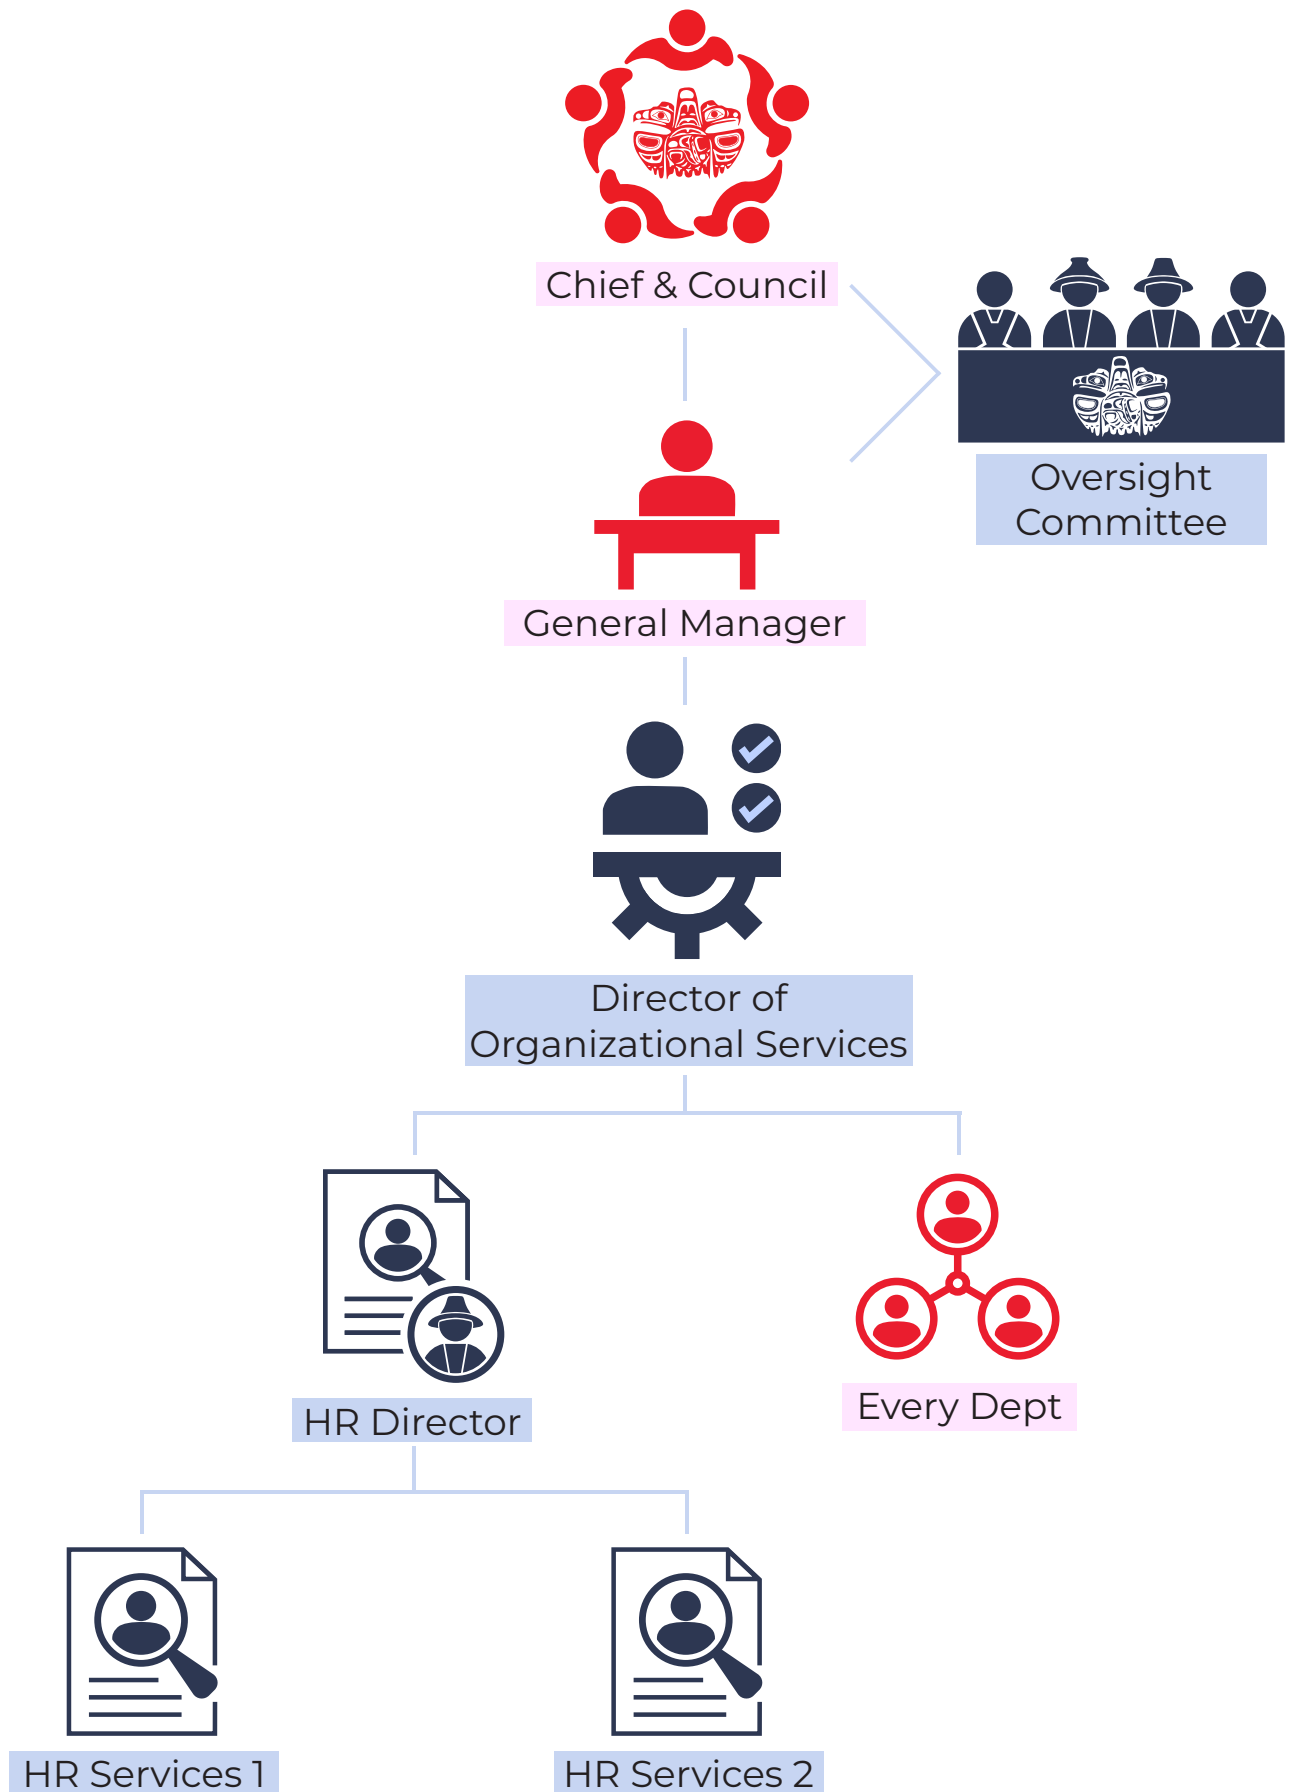 Chief & Council
Oversight
Committee
General Manager
Director of
Organizational Services
HR Director
Every Dept
HR Services 1
HR Services 2